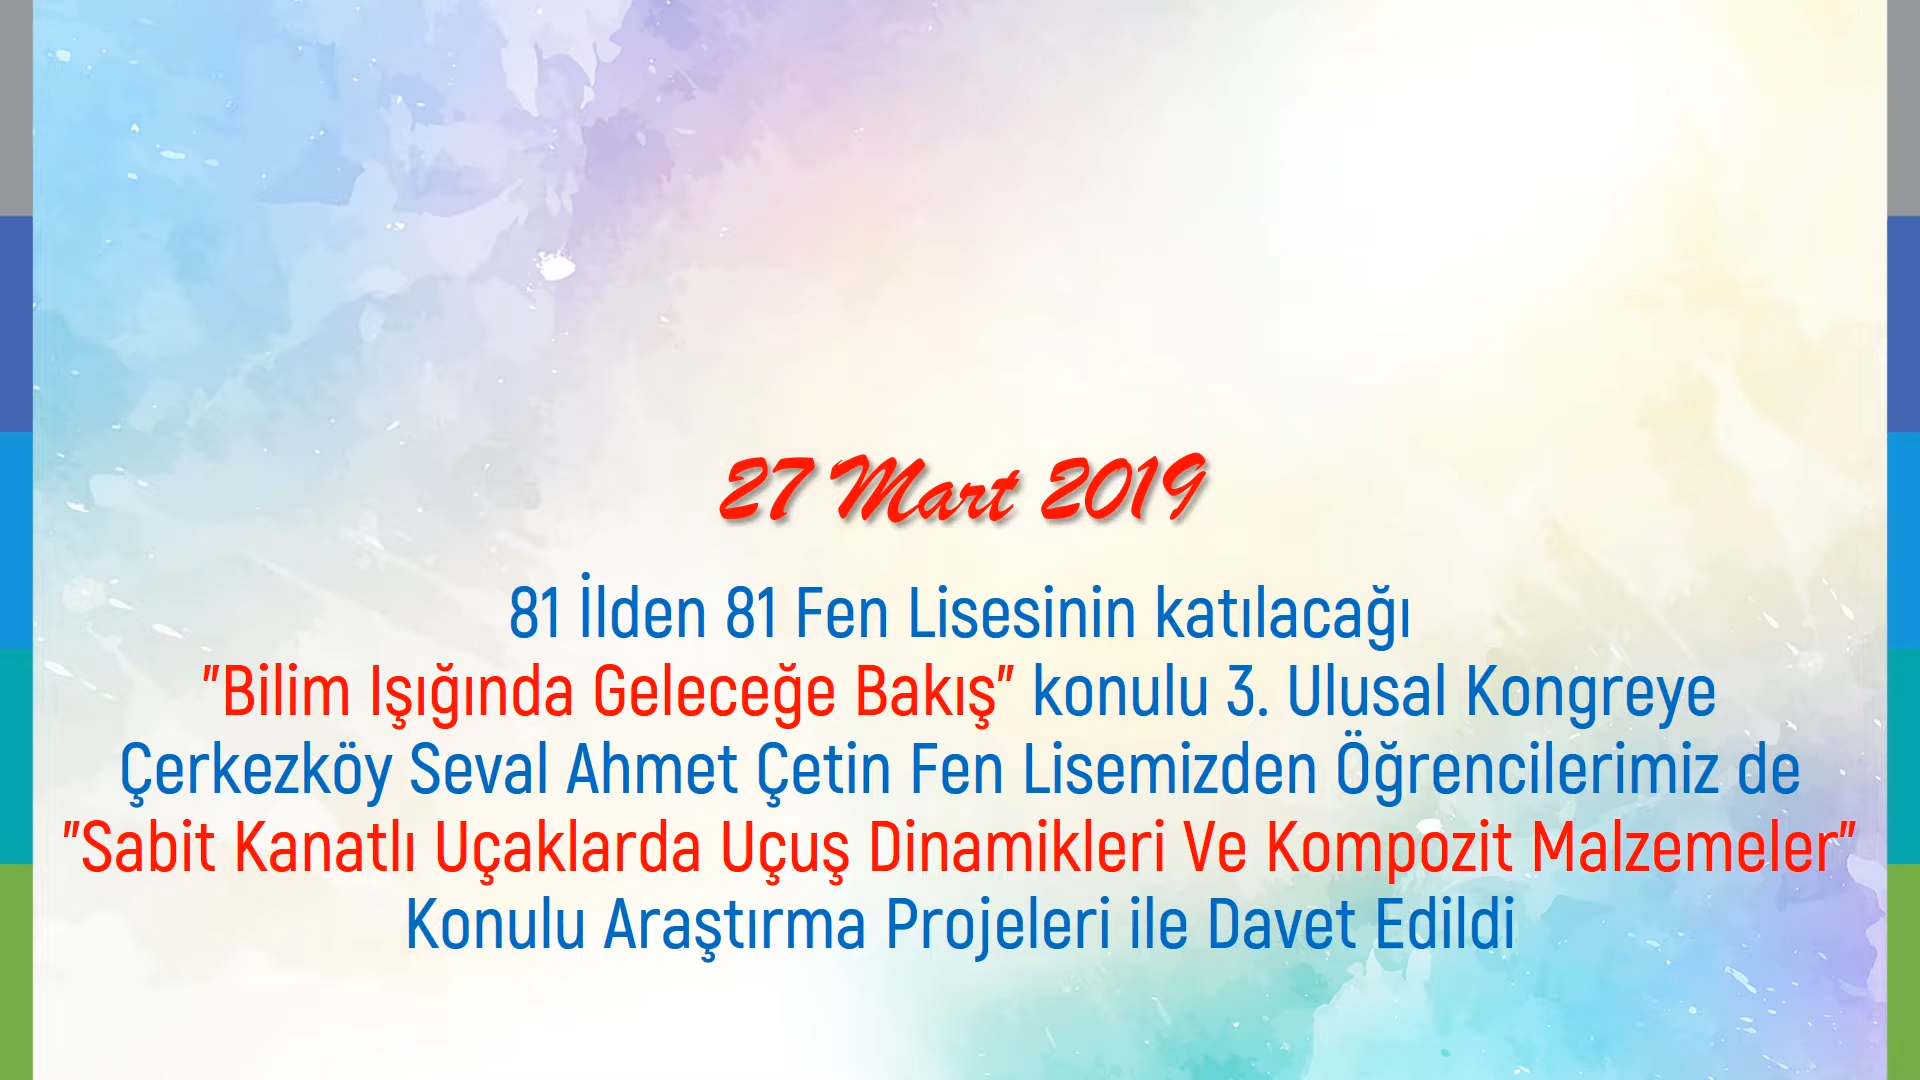 27 Mart 2019
81 İlden 81 Fen Lisesinin katılacağı
"Bilim Işığında Geleceğe Bakış" konulu 3. Ulusal Kongreye
Çerkezköy Seval Ahmet Çetin Fen Lisemizden Öğrencilerimiz de
"Sabit Kanatlı Uçaklarda Uçuş Dinamikleri Ve Kompozit Malzemeler"
Konulu Araştırma Projeleri ile Davet Edildi